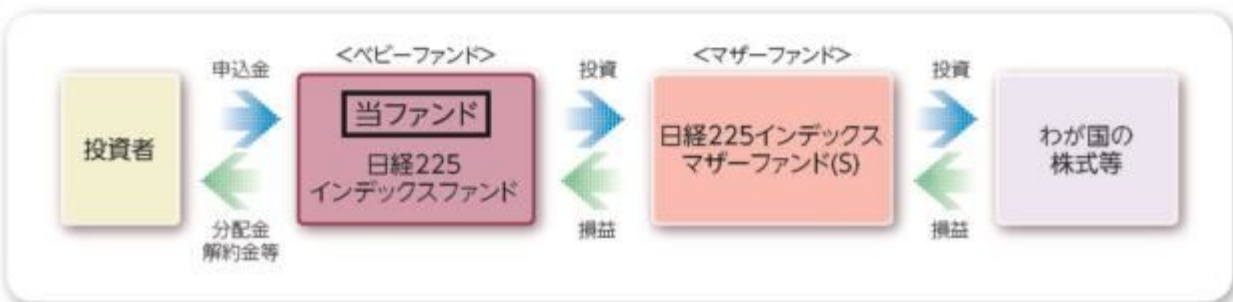 投資者
申込金
分配金
解約金等
<ベビーファンド>
当ファンド
日経225
インデックスファンド
投資
損益
<マザーファンド>
日経225インデックス
マザーファンド(S)
投資
損益
わが国の
株式等